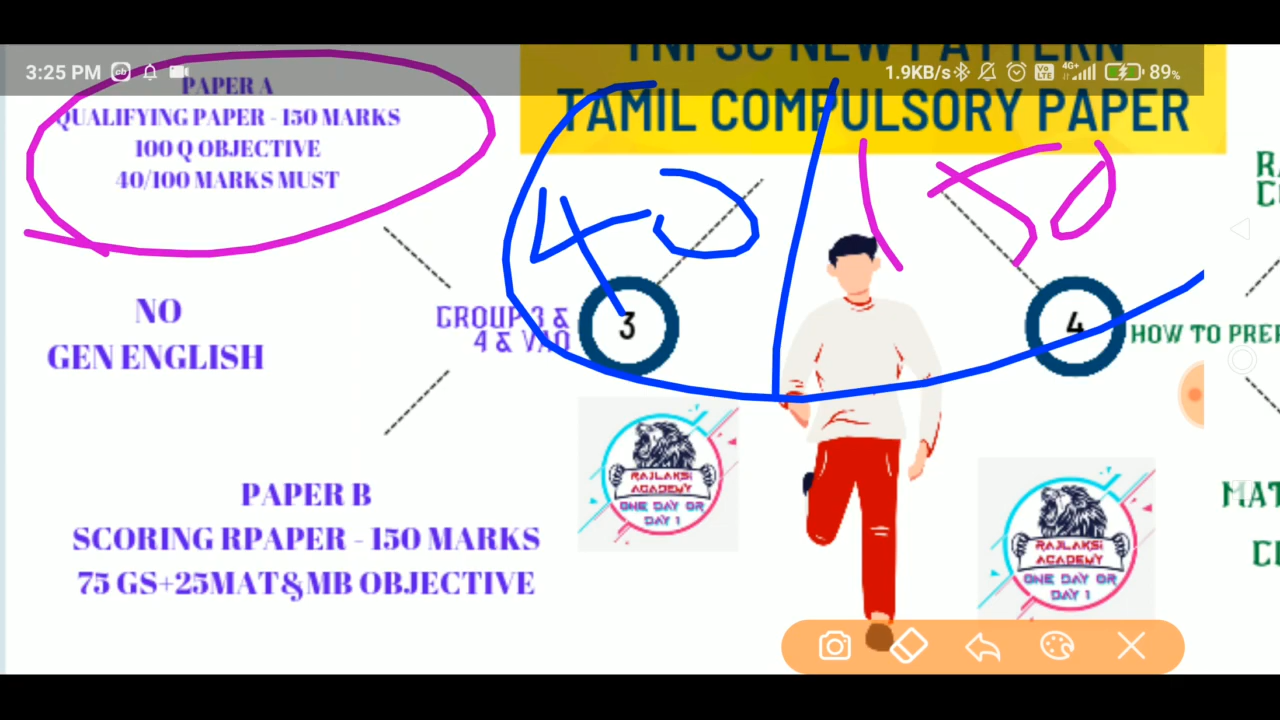 3:25 PM
1.9KB/s
Vo
LTE
4G+
89%
PAPER A
QUALIFYING PAPER - 150 MARKS
100 Q OBJECTIVE
40/100 MARKS MUST
TNPSC NEW PATTERN
TAMIL COMPULSORY PAPER
40
150
NO
GEN ENGLISH
GROUP 3 &
4 & VAO
3
4
HOW TO PREP
PAPER B
SCORING RPAPER - 150 MARKS
75 GS+25MAT&MB OBJECTIVE
RAJLAKSI
ACADEMY
ONE DAY OR
DAY 1
RAJLAKSI
ACADEMY
ONE DAY OR
DAY 1